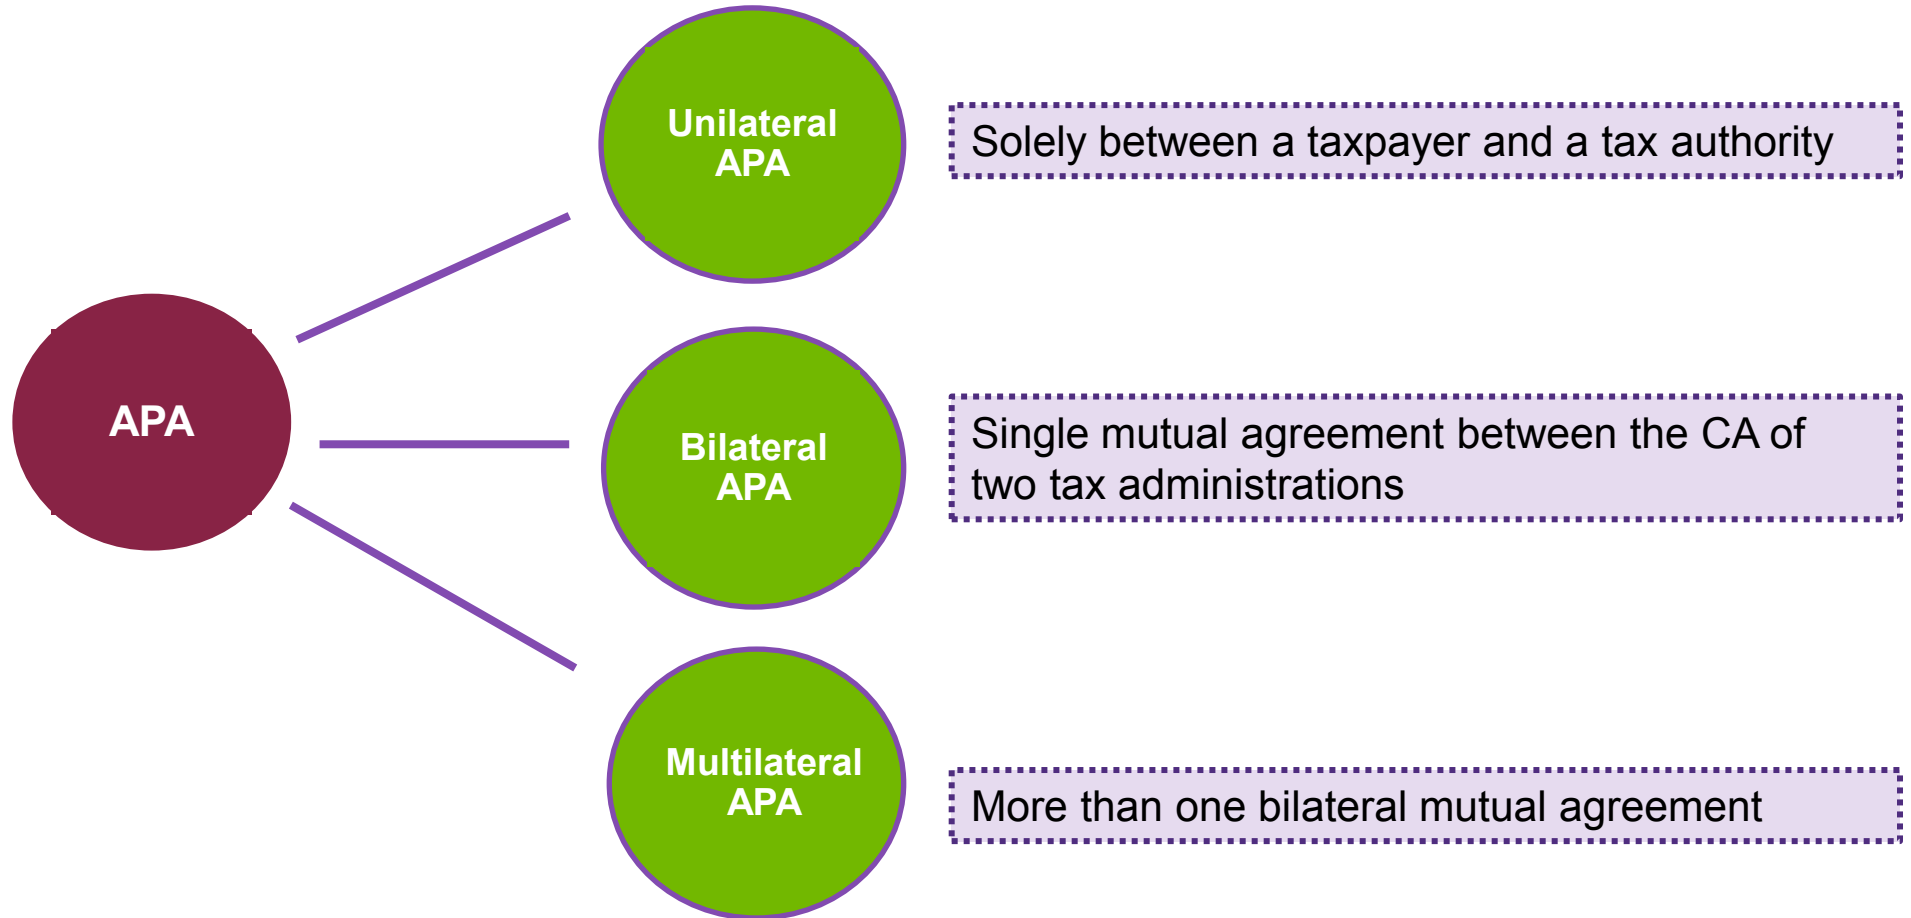 APA
Unilateral
APA
Solely between a taxpayer and a tax authority
Bilateral
APA
Single mutual agreement between the CA of
two tax administrations
Multilateral
APA
More than one bilateral mutual agreement